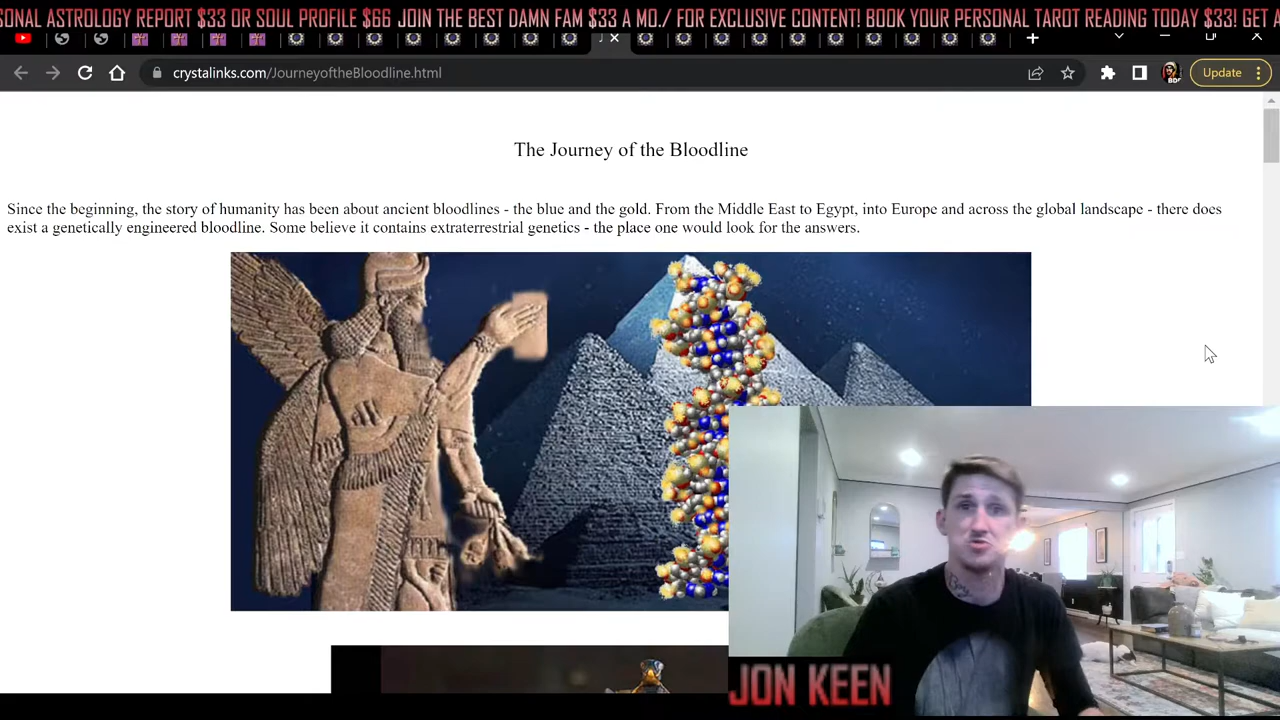 ONAL ASTROLOGY REPORT $33 OR SOUL PROFILE $66 JOIN THE BEST DAMN FAM $33 A MO./ FOR EXCLUSIVE CONTENT! BOOK YOUR PERSONAL TAROT READING TODAY $33! GET A
crystalinks.com/JourneyoftheBloodline.html
Update
The Journey of the Bloodline
Since the beginning, the story of humanity has been about ancient bloodlines - the blue and the gold. From the Middle East to Egypt, into Europe and across the global landscape - there does
exist a genetically engineered bloodline. Some believe it contains extraterrestrial genetics - the place one would look for the answers.
JON KEEN